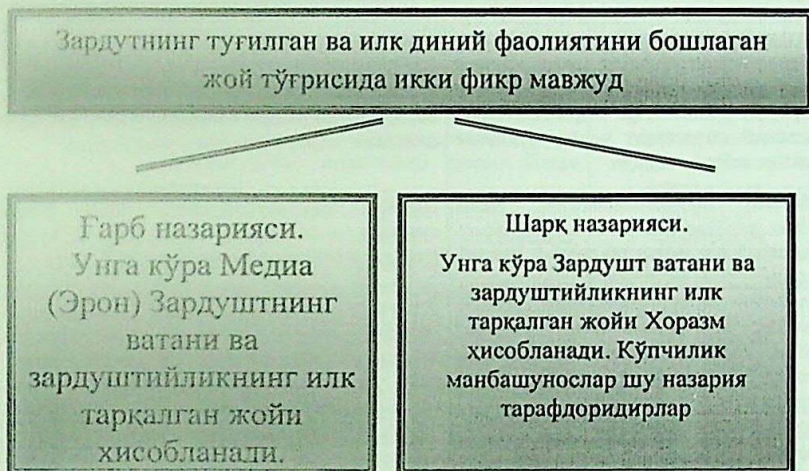 Зардутнинг туғилган ва илк диний фаолиятини бошлаган
жой тўғрисида икки фикр мавжуд
Ғарб назарияси.
Унга кўра Медиа
(Эрон) Зардуштнинг
ватани ва
зардуштийликнинг илк
тарқалган жойи
ҳисобланади.
Шарқ назарияси.
Унга кўра Зардушт ватани ва
зардуштийликнинг илк
тарқалган жойи Хоразм
ҳисобланади. Кўпчилик
манбашунослар шу назария
тарафдоридирлар